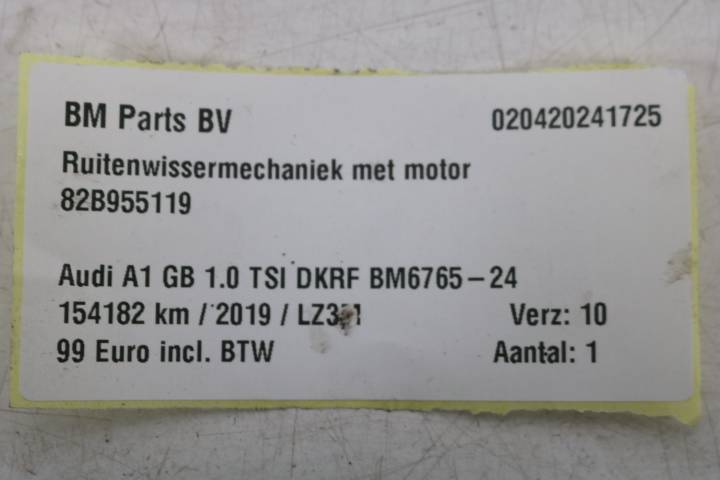 BM Parts BV 020420241725
Ruitenwissermechaniek met motor
82B955119
Audi A1 GB 1.0 TSI DKRF BM6765-24
154182 km / 2019 / Verz: 10
99 Euro incl. BTW Aantal: 1